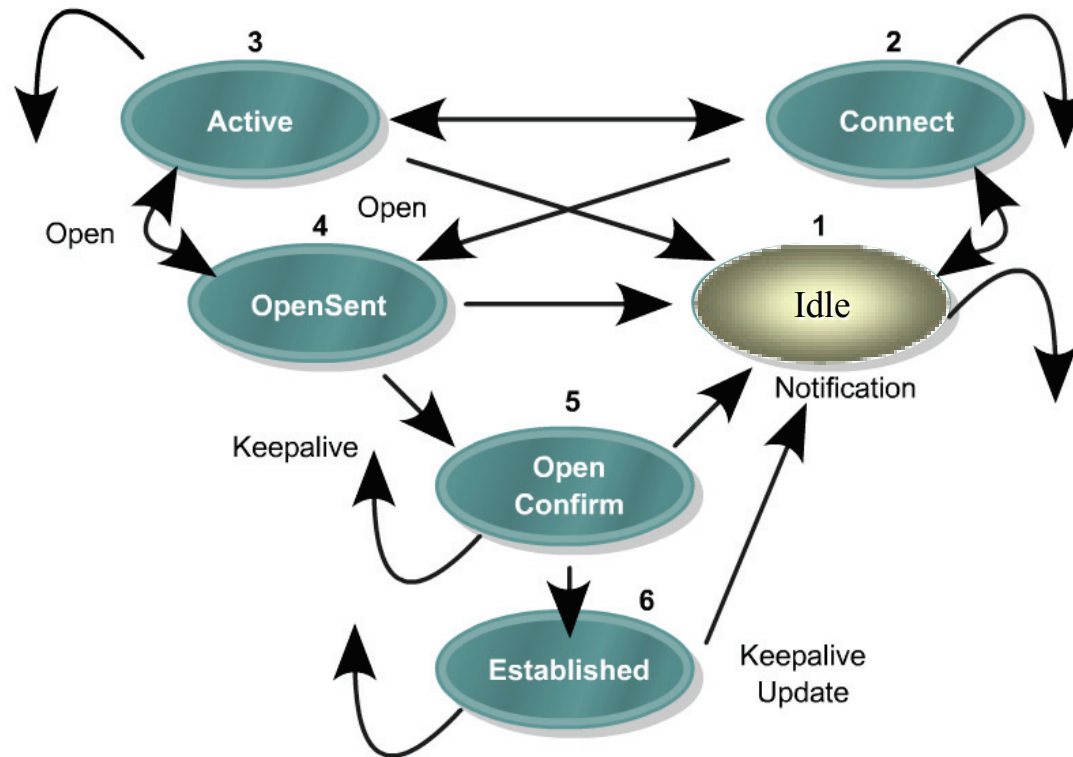 3
2
Active
Connect
Open
Open
4
1
OpenSent
Idle
Notification
5
Keepalive
Open
Confirm
6
Established
Keepalive
Update